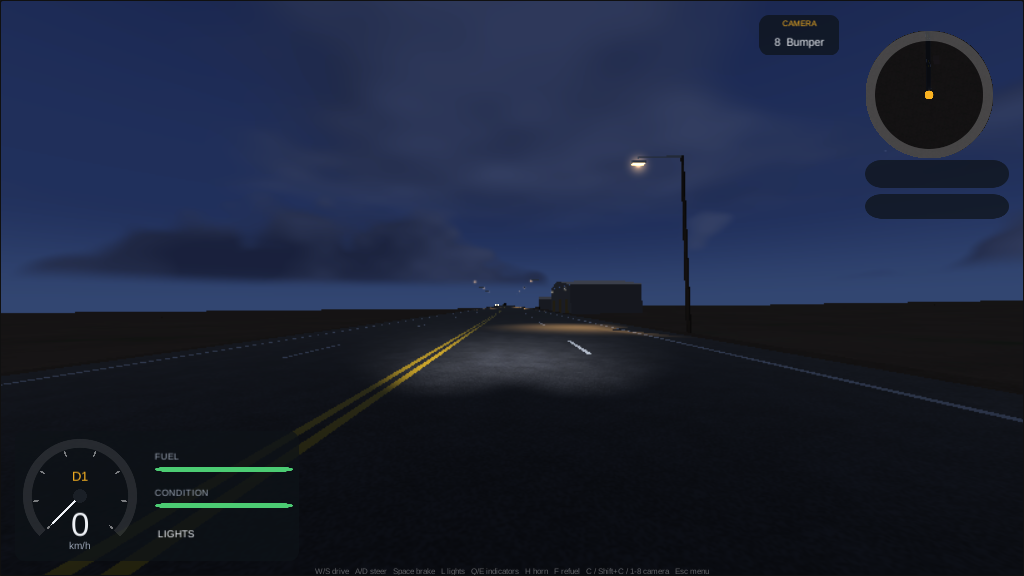 CAMERA
8 Bumper
D1
0
km/h
FUEL
CONDITION
LIGHTS
W/S drive A/D steer Space brake L lights Q/E indicators H horn F refuel C / Shift+C / 1-8 camera Esc menu